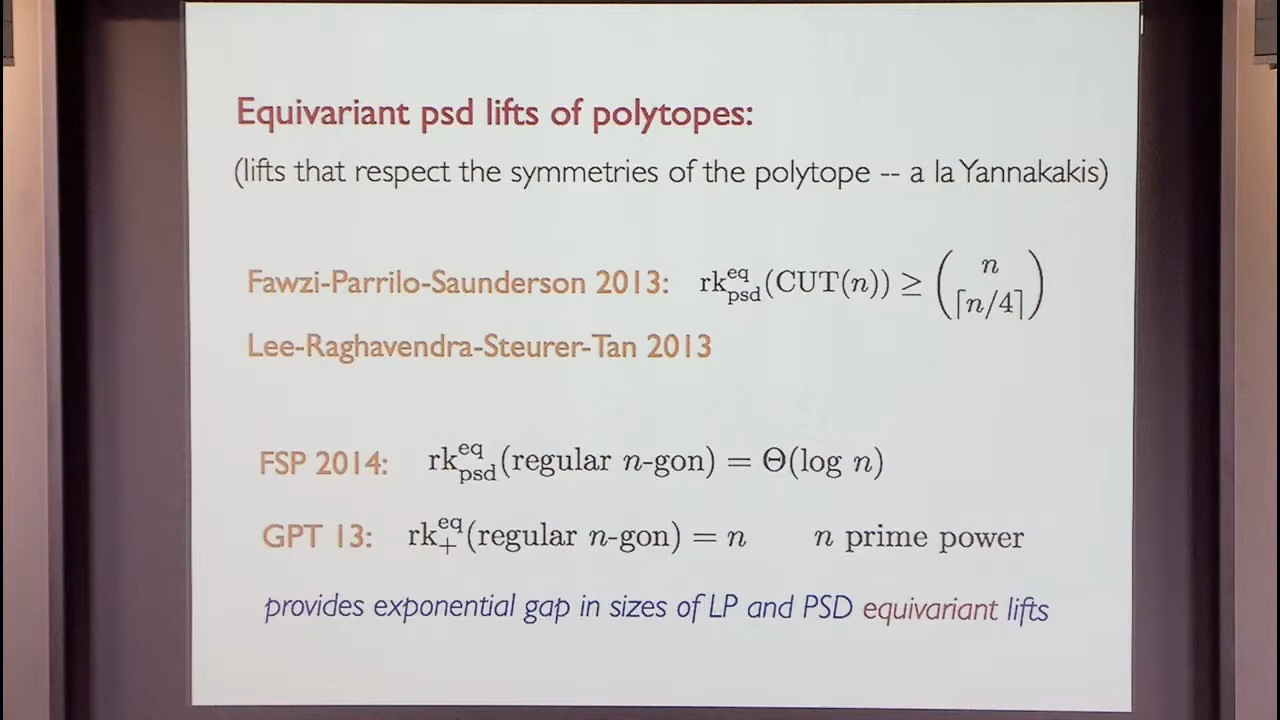 Equivariant psd lifts of polytopes:
(lifts that respect the symmetries of the polytope -- a la Yannakakis)
Fawzi-Parrilo-Saunderson 2013: rk^eq_psd(CUT(n)) ≥ (n ⌈n/4⌉)
Lee-Raghavendra-Steurer-Tan 2013
FSP 2014: rk^eq_psd(regular n-gon) = Θ(log n)
GPT 13: rk^eq_+(regular n-gon) = n n prime power
provides exponential gap in sizes of LP and PSD equivariant lifts